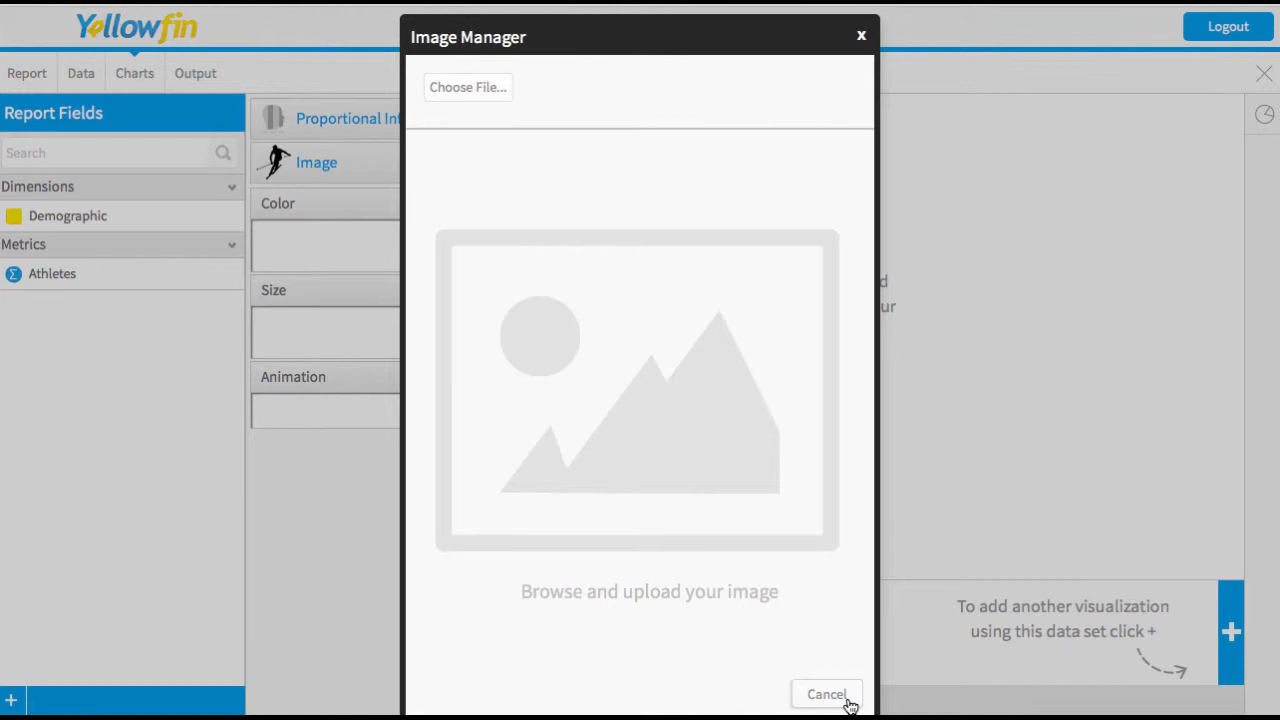 Yellowfin
Logout
Report
Data
Charts
Output
Report Fields
Search
Dimensions
Demographic
Metrics
Σ
Athletes
Proportional
Image
Color
Size
Animation
Image Manager
x
Choose File...
Browse and upload your image
Cancel
To add another visualization
using this data set click +